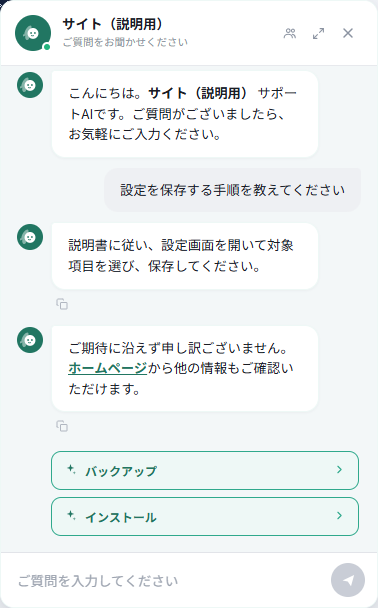 サイト（説明用）
ご質問をお聞かせください
こんにちは。サイト（説明用） サポー
トAIです。ご質問がございましたら、
お気軽にご入力ください。
設定を保存する手順を教えてください
説明書に従い、設定画面を開いて対象
項目を選び、保存してください。
ご期待に沿えず申し訳ございません。
ホームページから他の情報もご確認い
ただけます。
バックアップ
インストール
ご質問を入力してください